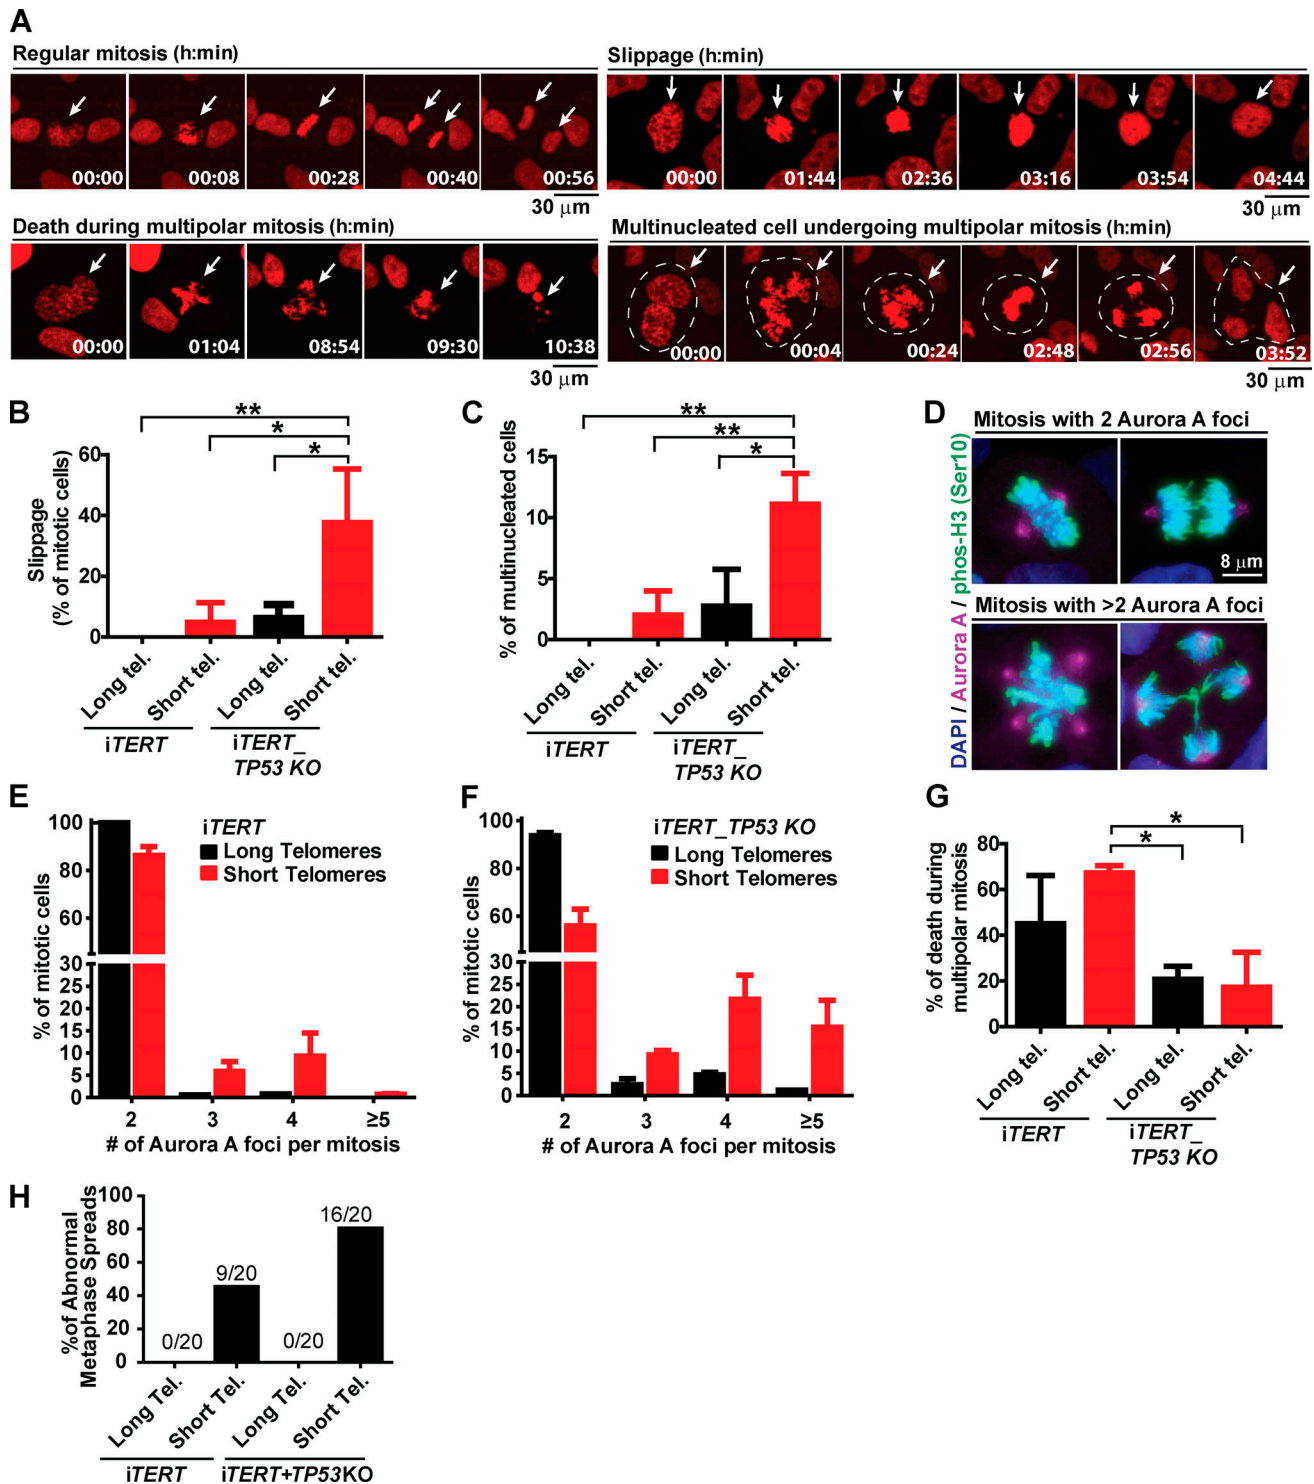 A
Regular mitosis (h:min)
00:00 00:08 00:28 00:40 00:56
30 μm
Slippage (h:min)
00:00 01:44 02:36 03:16 03:54 04:44
30 μm
Death during multipolar mitosis (h:min)
00:00 01:04 08:54 09:30 10:38
30 μm
Multinucleated cell undergoing multipolar mitosis (h:min)
00:00 00:04 00:24 02:48 02:56 03:52
30 μm
B
Slippage
(% of mitotic cells)
60
40
20
0
**
*
*
Long tel. Short tel. Long tel. Short tel.
iTERT iTERT_
TP53 KO
C
% of multinucleated cells
15
10
5
0
**
**
*
Long tel. Short tel. Long tel. Short tel.
iTERT iTERT_
TP53 KO
D
DAPI / Aurora A / phos-H3 (Ser10)
Mitosis with 2 Aurora A foci
8 μm
Mitosis with >2 Aurora A foci
E
% of mitotic cells
100
80
60
30
25
20
15
10
5
0
iTERT
Long Telomeres
Short Telomeres
2 3 4 ≥5
# of Aurora A foci per mitosis
F
% of mitotic cells
100
80
60
30
25
20
15
10
5
0
iTERT_TP53 KO
Long Telomeres
Short Telomeres
2 3 4 ≥5
# of Aurora A foci per mitosis
G
% of death during
multipolar mitosis
80
60
40
20
0
*
*
Long tel. Short tel. Long tel. Short tel.
iTERT iTERT_
TP53 KO
H
%of Abnormal
Metaphase Spreads
100
80
60
40
20
0
0/20 9/20 0/20 16/20
Long Tel. Short Tel. Long Tel. Short Tel.
iTERT iTERT+TP53KO